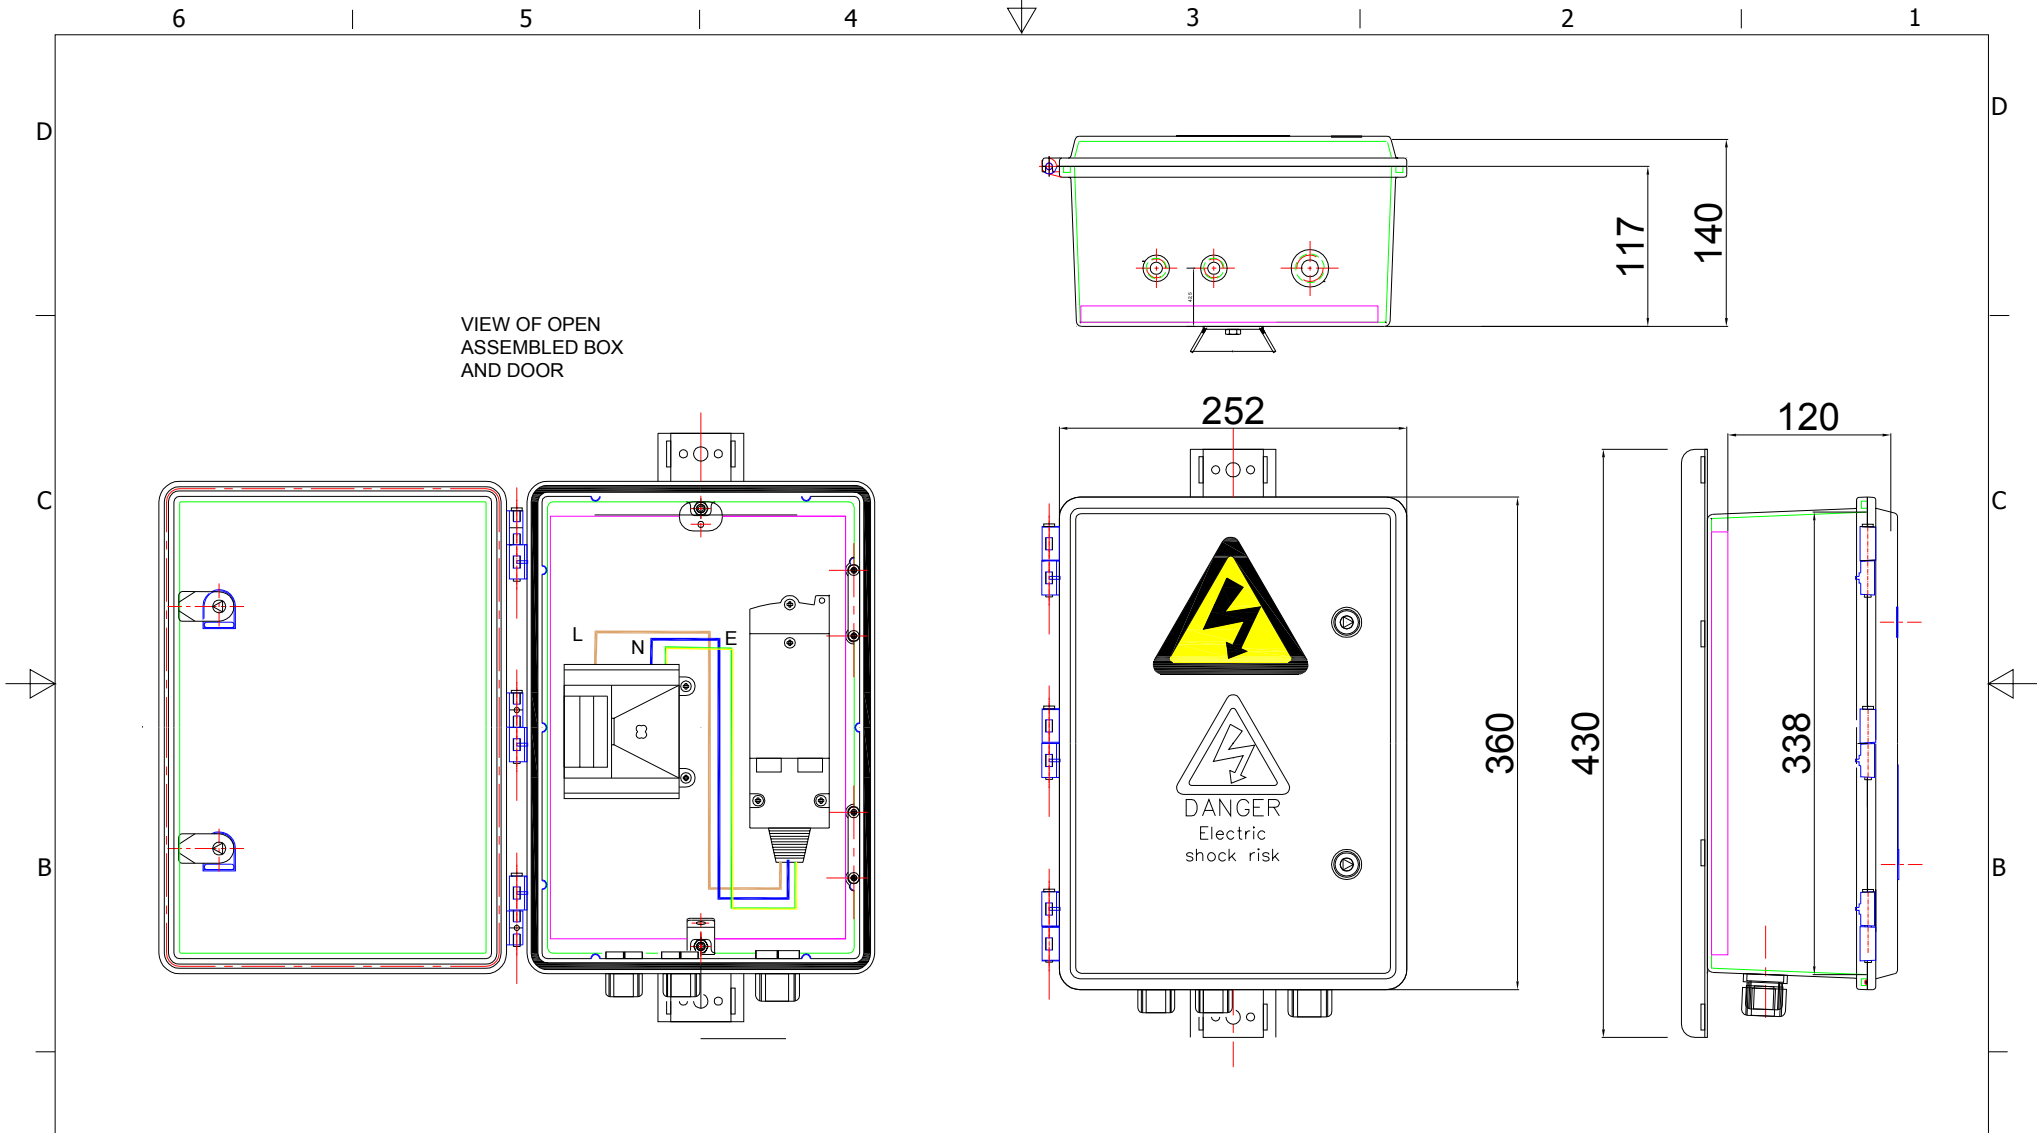 6 5 4 3 2 1
D D
117
140
VIEW OF OPEN
ASSEMBLED BOX
AND DOOR
252
120
C C
L
N
E
360
430
338
DANGER
Electric
shock risk
B B